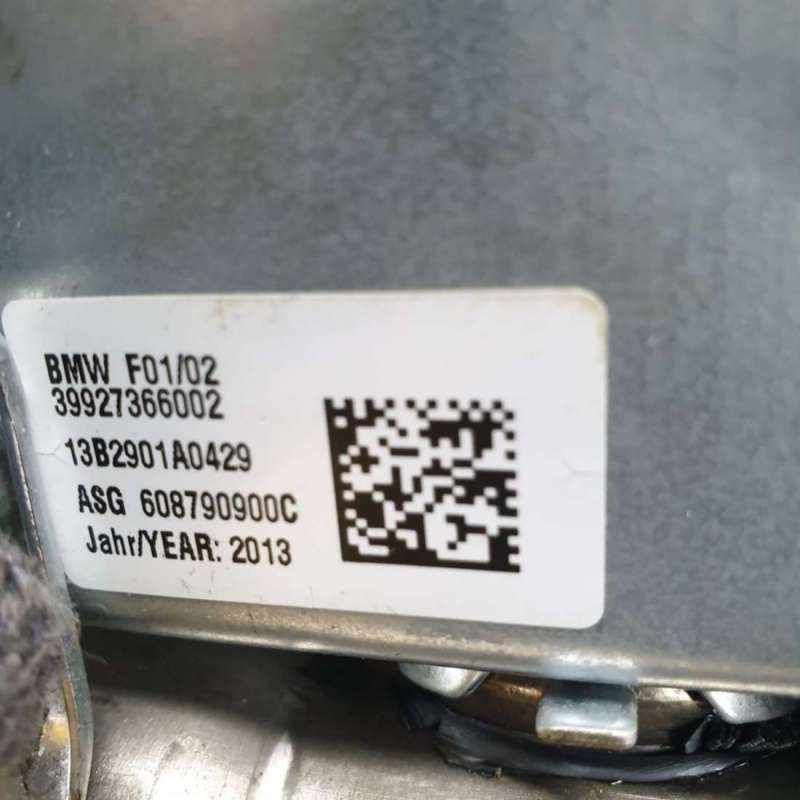 BMW F01/02
39927366002
13B2901A0429
ASG 608790900C
Jahr/YEAR: 2013